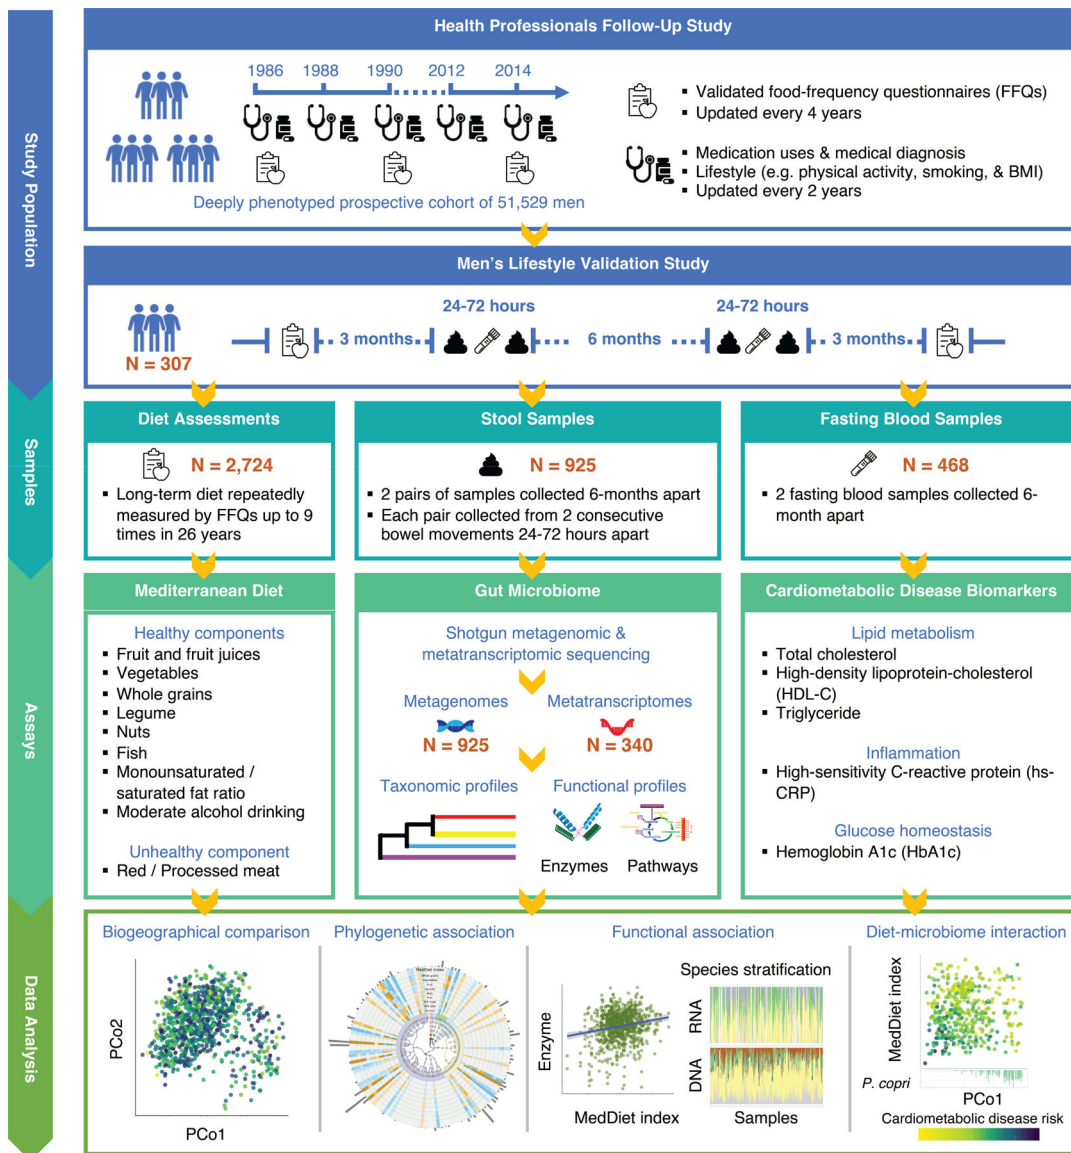 Study Population
Health Professionals Follow-Up Study
1986 1988 1990 2012 2014
▪ Validated food-frequency questionnaires (FFQs)
▪ Updated every 4 years
▪ Medication uses & medical diagnosis
▪ Lifestyle (e.g. physical activity, smoking, & BMI)
▪ Updated every 2 years
Deeply phenotyped prospective cohort of 51,529 men
Men's Lifestyle Validation Study
24-72 hours 24-72 hours
3 months 6 months 3 months
N = 307
Samples
Diet Assessments
N = 2,724
▪ Long-term diet repeatedly
measured by FFQs up to 9
times in 26 years
Stool Samples
N = 925
▪ 2 pairs of samples collected 6-months apart
▪ Each pair collected from 2 consecutive
bowel movements 24-72 hours apart
Fasting Blood Samples
N = 468
▪ 2 fasting blood samples collected 6-
month apart
Assays
Mediterranean Diet
Healthy components
▪ Fruit and fruit juices
▪ Vegetables
▪ Whole grains
▪ Legume
▪ Nuts
▪ Fish
▪ Monounsaturated /
saturated fat ratio
▪ Moderate alcohol drinking
Unhealthy component
▪ Red / Processed meat
Gut Microbiome
Shotgun metagenomic &
metatranscriptomic sequencing
Metagenomes Metatranscriptomes
N = 925 N = 340
Taxonomic profiles Functional profiles
Enzymes Pathways
Cardiometabolic Disease Biomarkers
Lipid metabolism
▪ Total cholesterol
▪ High-density lipoprotein-cholesterol
(HDL-C)
▪ Triglyceride
Inflammation
▪ High-sensitivity C-reactive protein (hs-
CRP)
Glucose homeostasis
▪ Hemoglobin A1c (HbA1c)
Data Analysis
Biogeographical comparison
PCo2
PCo1
Phylogenetic association
MedDiet index
Functional association
Species stratification
Enzyme
MedDiet index
RNA
DNA
Samples
Diet-microbiome interaction
MedDiet index
P. copri
PCo1
Cardiometabolic disease risk